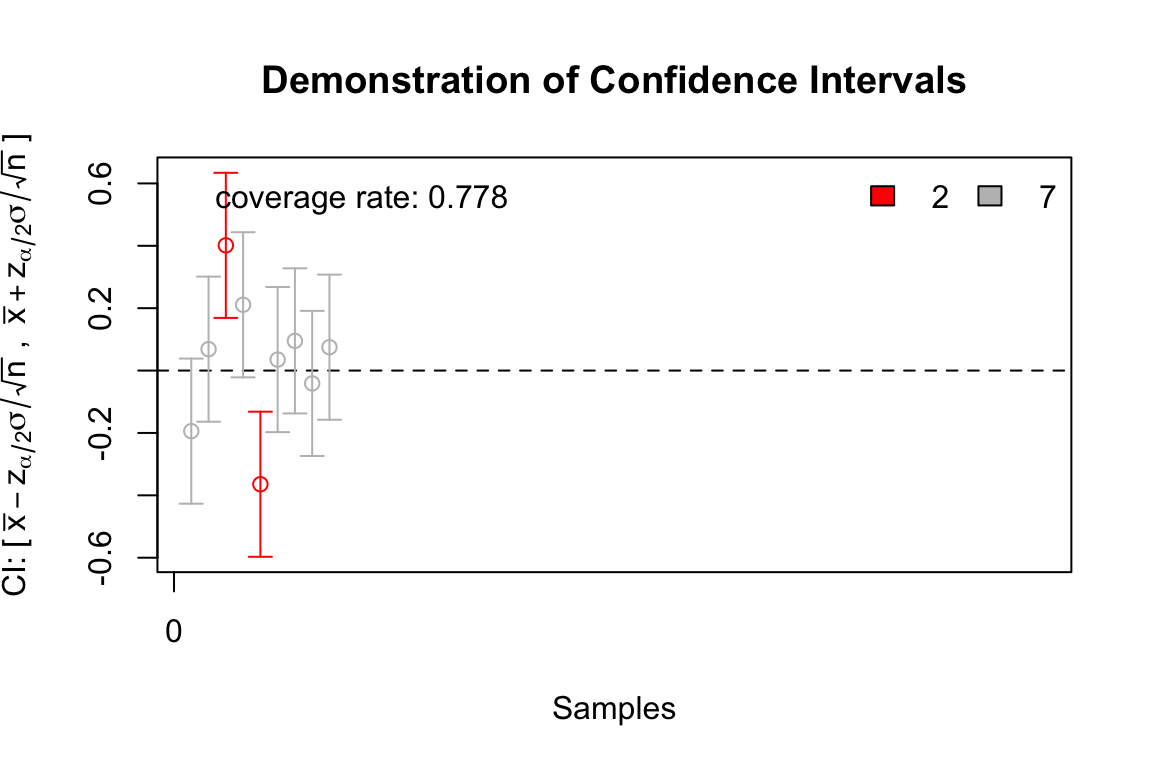 Demonstration of Confidence Intervals
CI: [ x̅ − zα/2σ/√n , x̅ + zα/2σ/√n ]
0.6
0.2
-0.2
-0.6
coverage rate: 0.778
2
7
0
Samples